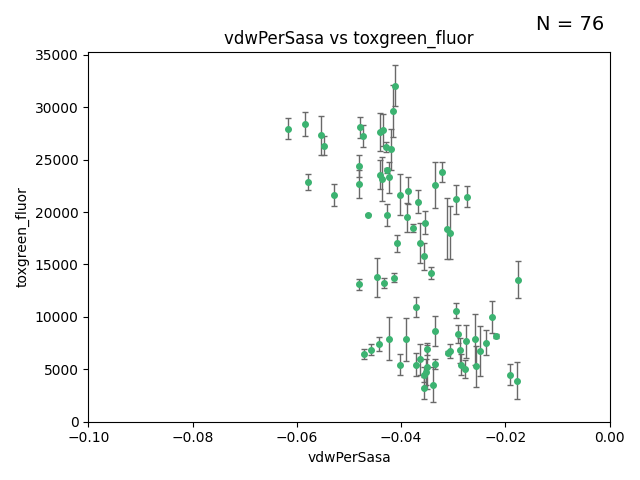 N = 76
vdwPerSasa vs toxgreen_fluor
35000
30000
25000
20000
15000
10000
5000
0
toxgreen_fluor
−0.10 −0.08 −0.06 −0.04 −0.02 0.00
vdwPerSasa